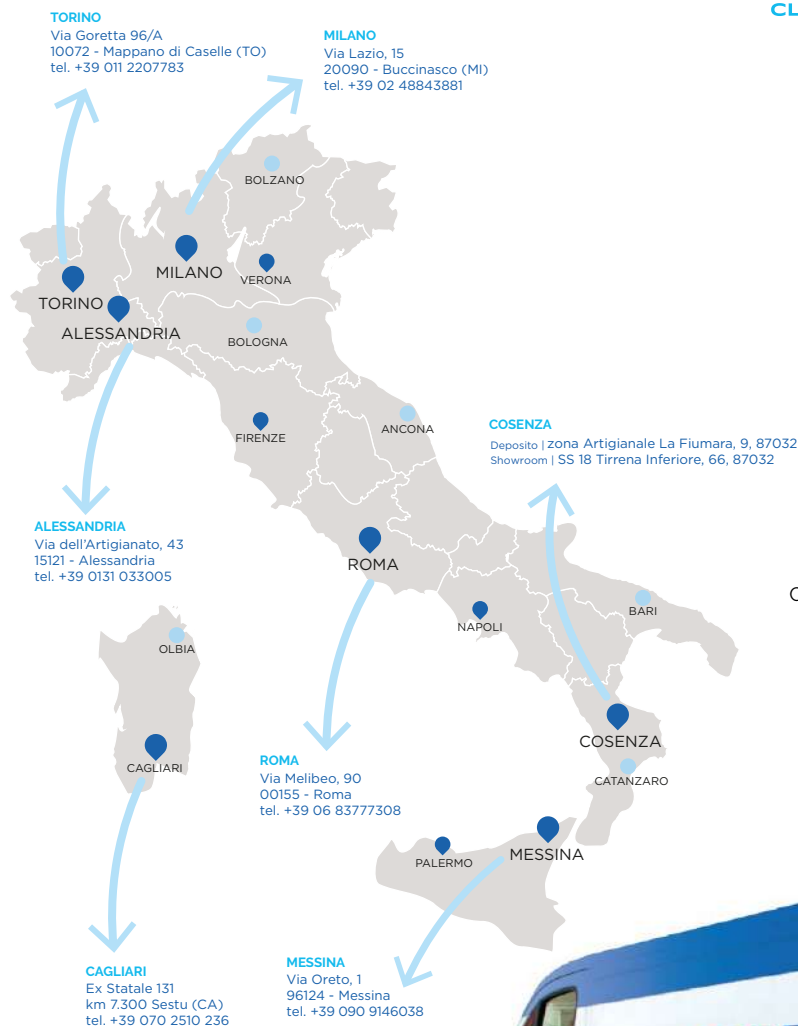 CL
TORINO
Via Goretta 96/A
10072 - Mappano di Caselle (TO)
tel. +39 011 2207783
MILANO
Via Lazio, 15
20090 - Buccinasco (MI)
tel. +39 02 48843881
BOLZANO
MILANO
VERONA
TORINO
ALESSANDRIA
BOLOGNA
FIRENZE
ANCONA
COSENZA
Deposito | zona Artigianale La Fiumara, 9, 87032
Showroom | SS 18 Tirrena Inferiore, 66, 87032
ALESSANDRIA
Via dell'Artigianato, 43
15121 - Alessandria
tel. +39 0131 033005
ROMA
NAPOLI
BARI
OLBIA
CAGLIARI
COSENZA
CATANZARO
ROMA
Via Melibeo, 90
00155 - Roma
tel. +39 06 83777308
PALERMO
MESSINA
CAGLIARI
Ex Statale 131
km 7.300 Sestu (CA)
tel. +39 070 2510 236
MESSINA
Via Oreto, 1
96124 - Messina
tel. +39 090 9146038